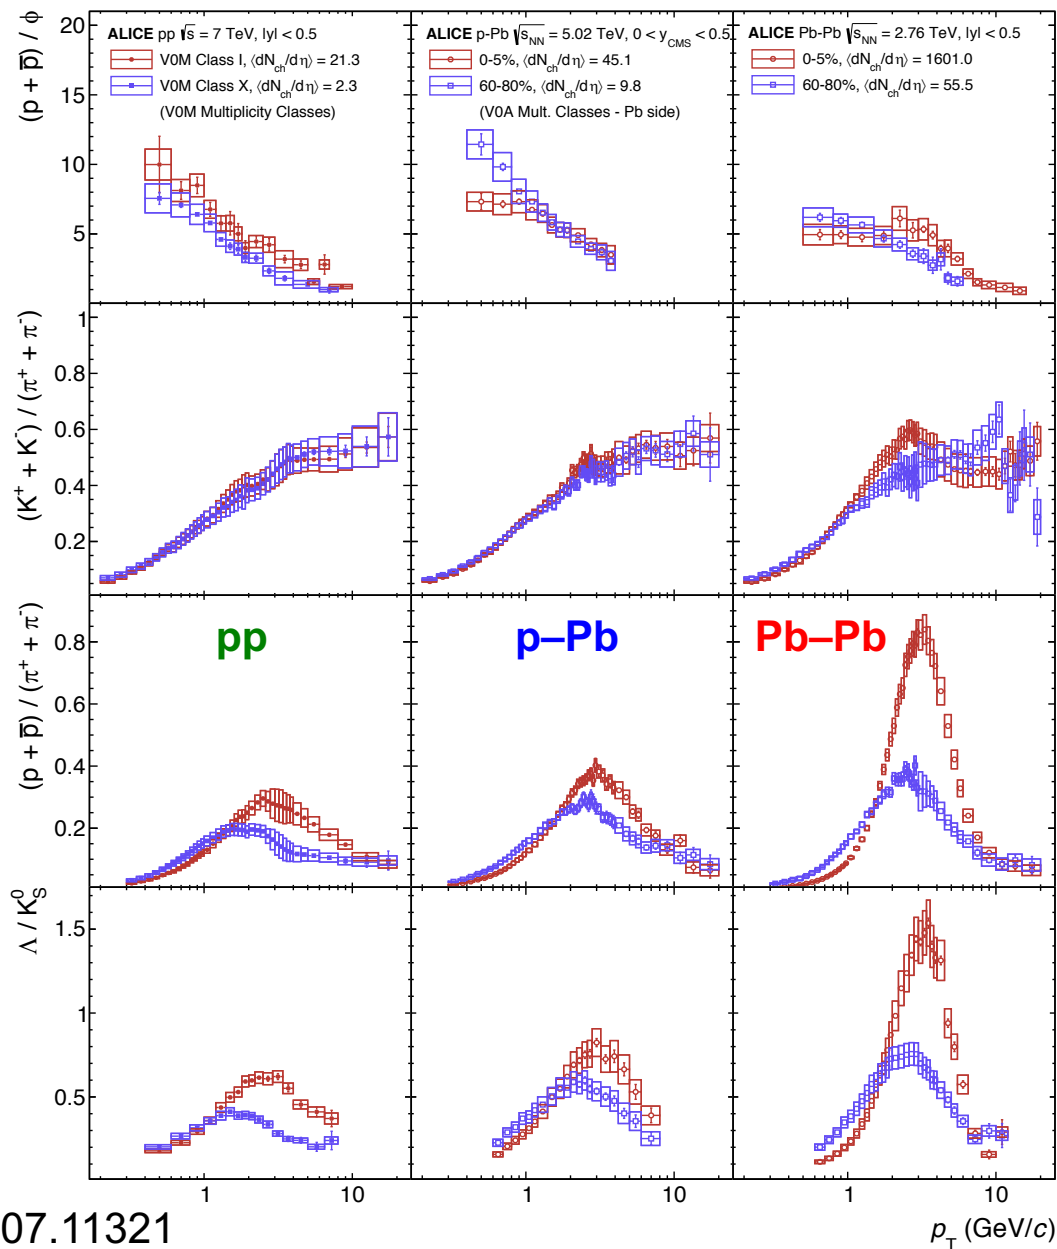 (p + p̅) / ϕ
20
15
10
5
ALICE pp √s = 7 TeV, |y| < 0.5
V0M Class I, ⟨dN_ch/dη⟩ = 21.3
V0M Class X, ⟨dN_ch/dη⟩ = 2.3
(V0M Multiplicity Classes)
ALICE p-Pb √s_NN = 5.02 TeV, 0 < y_CMS < 0.5
0-5%, ⟨dN_ch/dη⟩ = 45.1
60-80%, ⟨dN_ch/dη⟩ = 9.8
(V0A Mult. Classes - Pb side)
ALICE Pb-Pb √s_NN = 2.76 TeV, |y| < 0.5
0-5%, ⟨dN_ch/dη⟩ = 1601.0
60-80%, ⟨dN_ch/dη⟩ = 55.5
(K⁺ + K⁻) / (π⁺ + π⁻)
1
0.8
0.6
0.4
0.2
(p + p̅) / (π⁺ + π⁻)
0.8
0.6
0.4
0.2
pp
p–Pb
Pb–Pb
Λ / K⁰_S
1.5
1
0.5
1 10
1 10
1 10
07.11321
p_T (GeV/c)